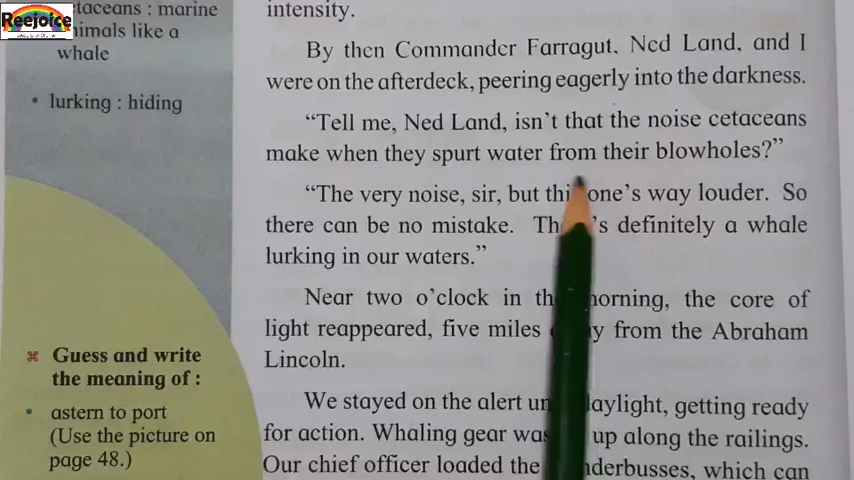 Reejoice
etaceans : marine
nimals like a
whale
• lurking : hiding
⌘ Guess and write
the meaning of :
• astern to port
(Use the picture on
page 48.)
intensity.
By then Commander Farragut, Ned Land, and I
were on the afterdeck, peering eagerly into the darkness.
“Tell me, Ned Land, isn’t that the noise cetaceans
make when they spurt water from their blowholes?”
“The very noise, sir, but thi one’s way louder. So
there can be no mistake. Th ’s definitely a whale
lurking in our waters.”
Near two o’clock in th morning, the core of
light reappeared, five miles y from the Abraham
Lincoln.
We stayed on the alert un daylight, getting ready
for action. Whaling gear was up along the railings.
Our chief officer loaded the nderbusses, which can